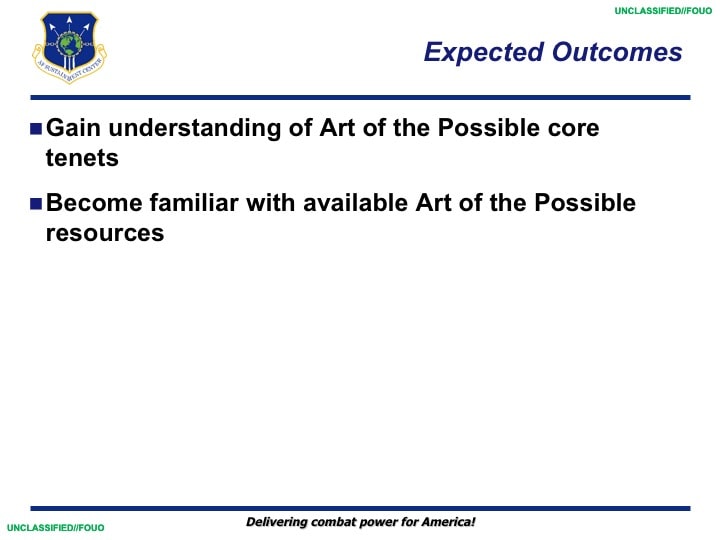 UNCLASSIFIED//FOUO
Expected Outcomes
AF SUSTAINMENT CENTER
Gain understanding of Art of the Possible core
tenets
Become familiar with available Art of the Possible
resources
Delivering combat power for America!
UNCLASSIFIED//FOUO